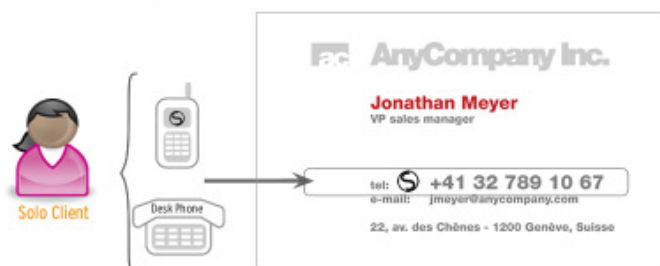 ac AnyCompany Inc.
Jonathan Meyer
VP sales manager
tel: +41 32 789 10 67
e-mail: jmeyer@anycompany.com
22, av. des Chênes - 1200 Genève, Suisse
Solo Client
Desk Phone